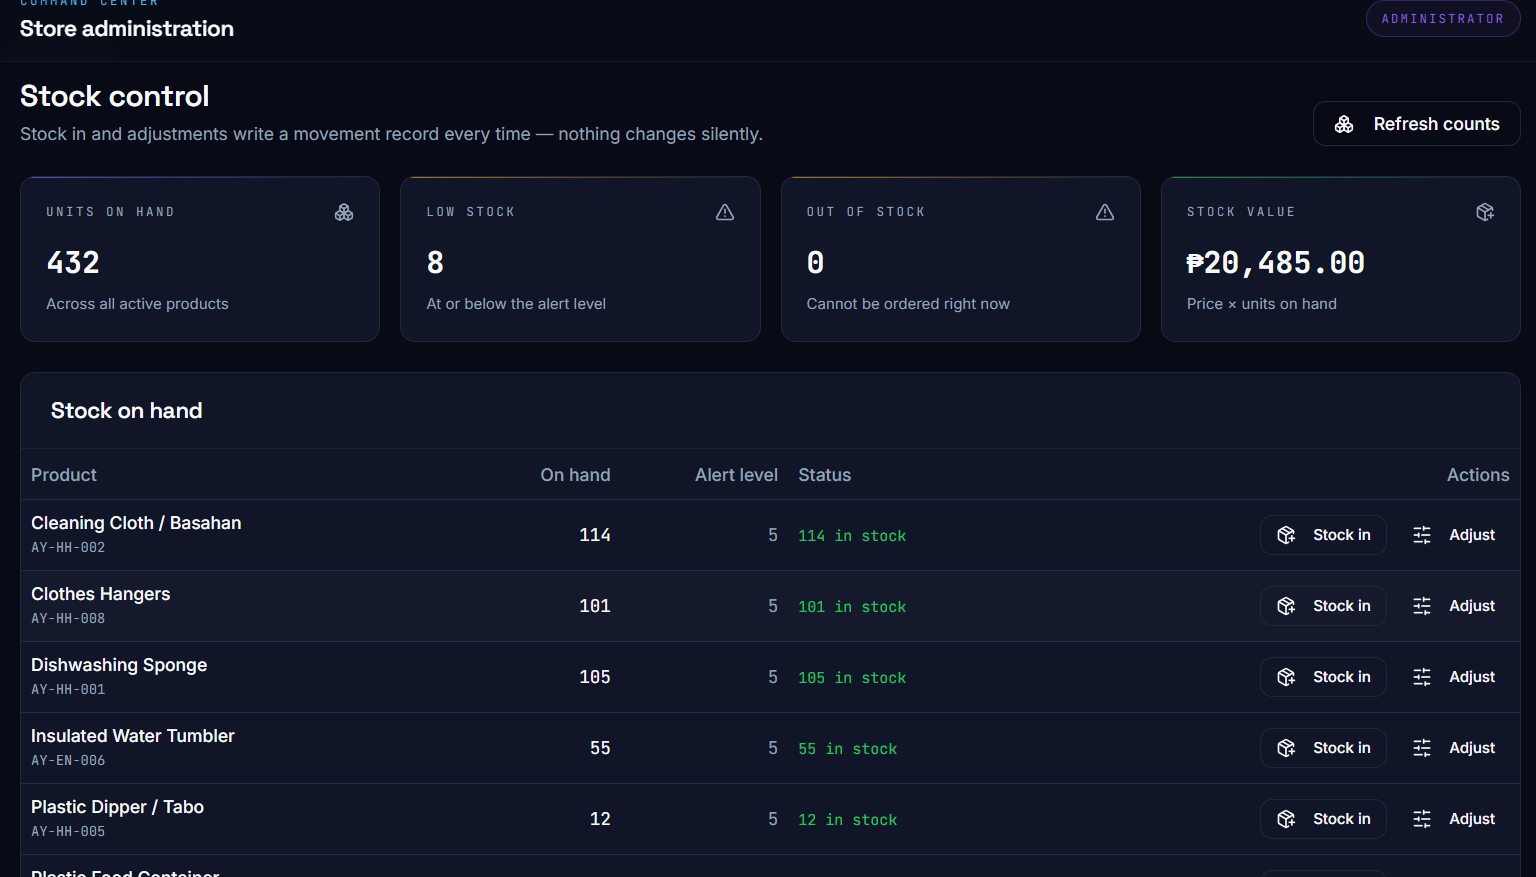 COMMAND CENTER
Store administration
ADMINISTRATOR
Stock control
Stock in and adjustments write a movement record every time — nothing changes silently.
Refresh counts
UNITS ON HAND
432
Across all active products
LOW STOCK
8
At or below the alert level
OUT OF STOCK
0
Cannot be ordered right now
STOCK VALUE
₱20,485.00
Price × units on hand
Stock on hand
Product On hand Alert level Status Actions
Cleaning Cloth / Basahan
AY-HH-002
114 5 114 in stock Stock in Adjust
Clothes Hangers
AY-HH-008
101 5 101 in stock Stock in Adjust
Dishwashing Sponge
AY-HH-001
105 5 105 in stock Stock in Adjust
Insulated Water Tumbler
AY-EN-006
55 5 55 in stock Stock in Adjust
Plastic Dipper / Tabo
AY-HH-005
12 5 12 in stock Stock in Adjust
Plastic Food Container